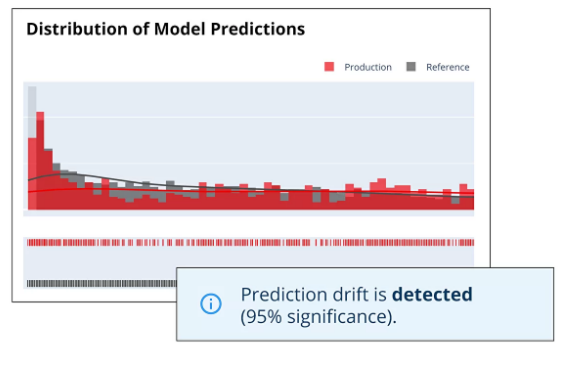 Distribution of Model Predictions
Production Reference
Prediction drift is detected
(95% significance).